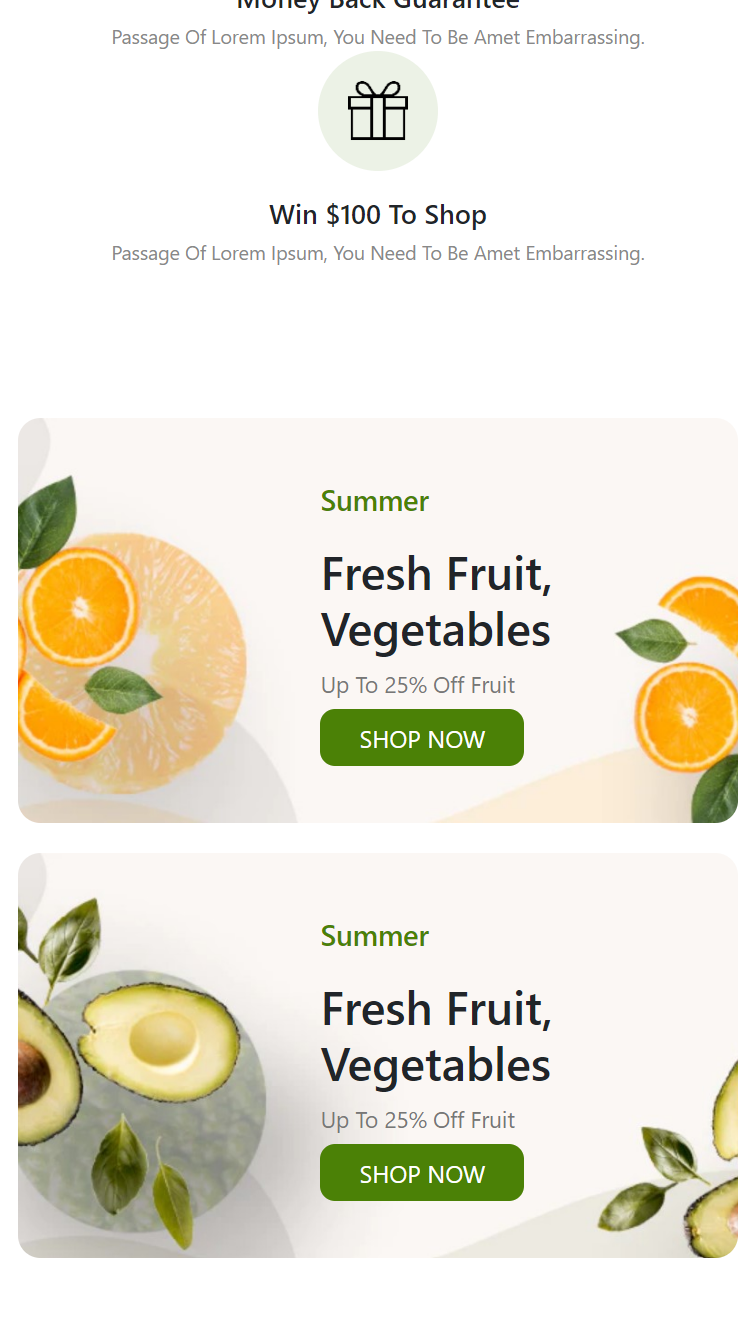 Money Back Guarantee
Passage Of Lorem Ipsum, You Need To Be Amet Embarrassing.
Win $100 To Shop
Passage Of Lorem Ipsum, You Need To Be Amet Embarrassing.
Summer
Fresh Fruit,
Vegetables
Up To 25% Off Fruit
SHOP NOW
Summer
Fresh Fruit,
Vegetables
Up To 25% Off Fruit
SHOP NOW